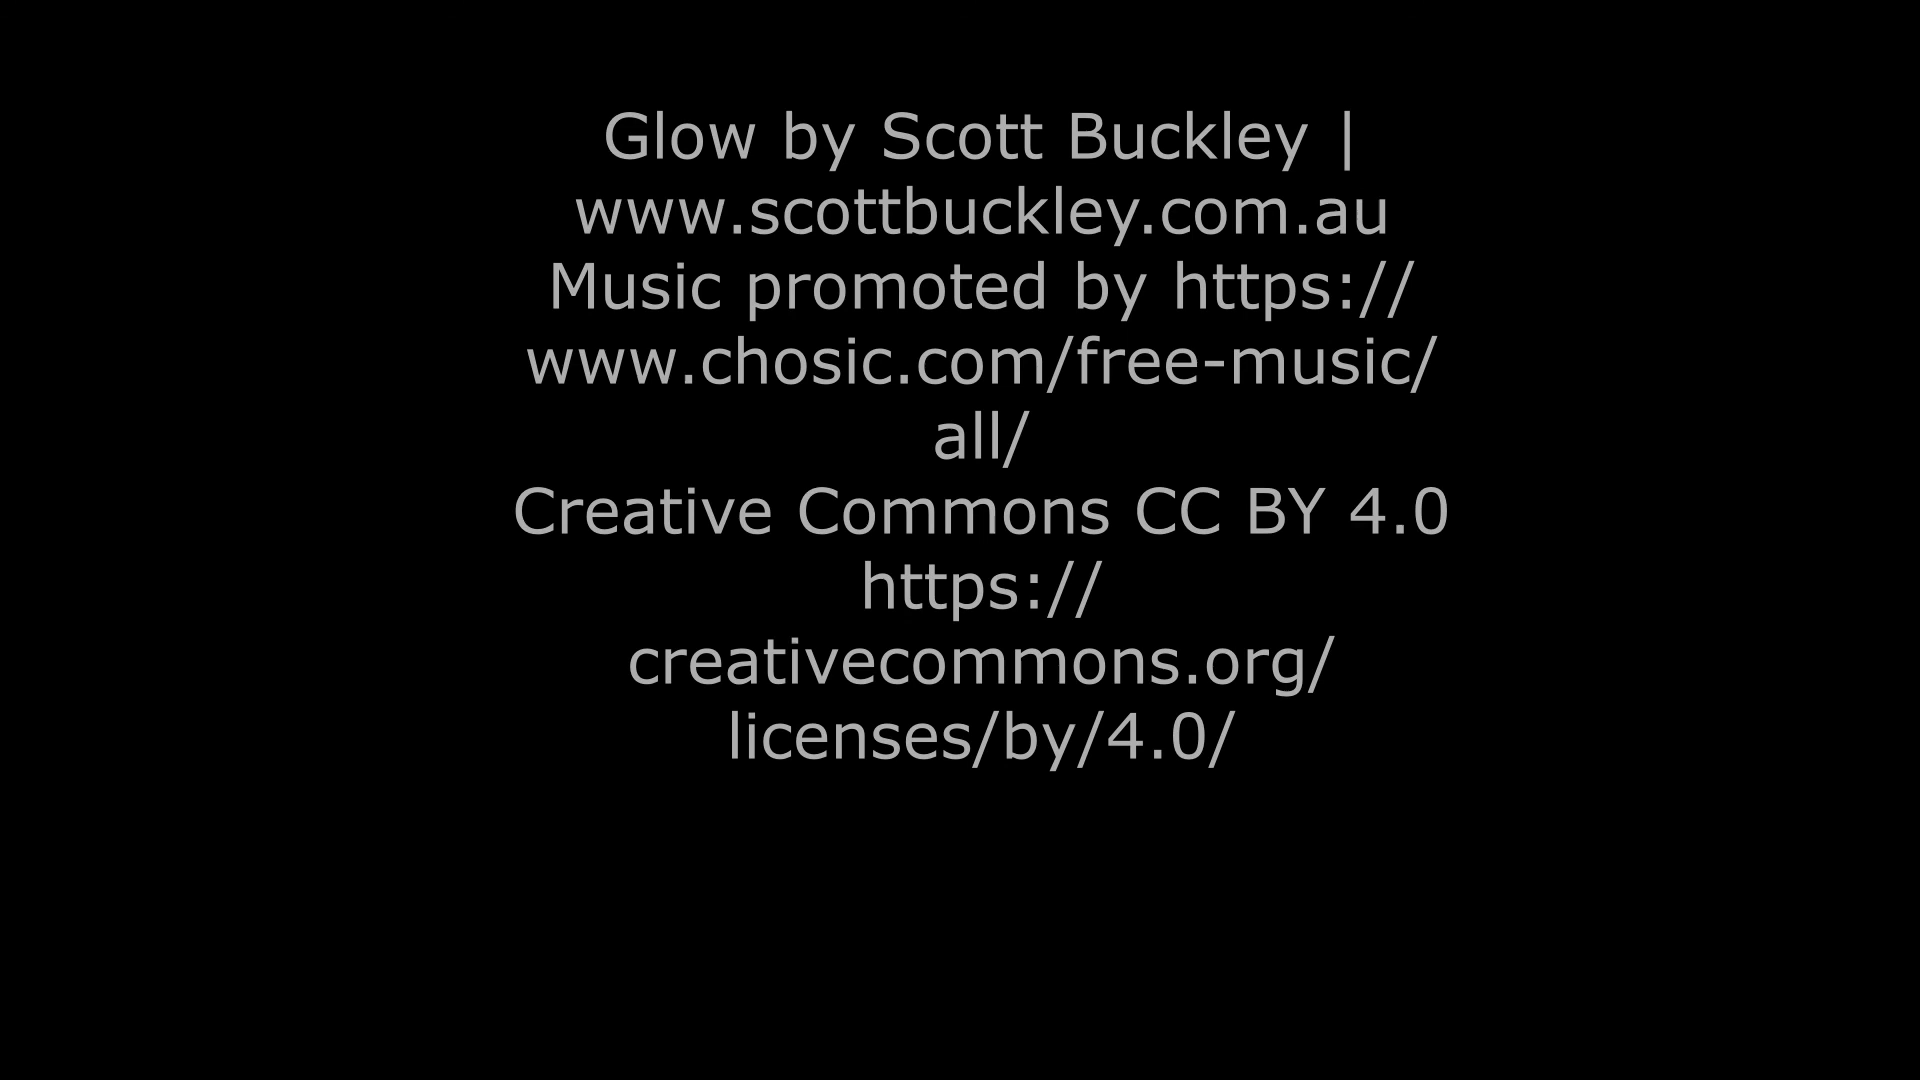 Glow by Scott Buckley |
www.scottbuckley.com.au
Music promoted by https://
www.chosic.com/free-music/
all/
Creative Commons CC BY 4.0
https://
creativecommons.org/
licenses/by/4.0/